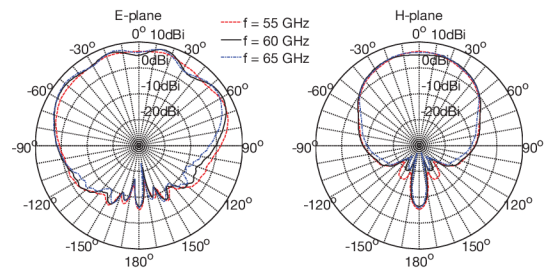 E-plane
f = 55 GHz
f = 60 GHz
f = 65 GHz
H-plane
0° 10dBi
-30° 30°
0dBi
-60° 60°
-10dBi
-20dBi
-90° 90°
-120° 120°
-150° 150°
180°
0° 10dBi
-30° 30°
0dBi
-60° 60°
-10dBi
-20dBi
-90° 90°
-120° 120°
-150° 150°
180°